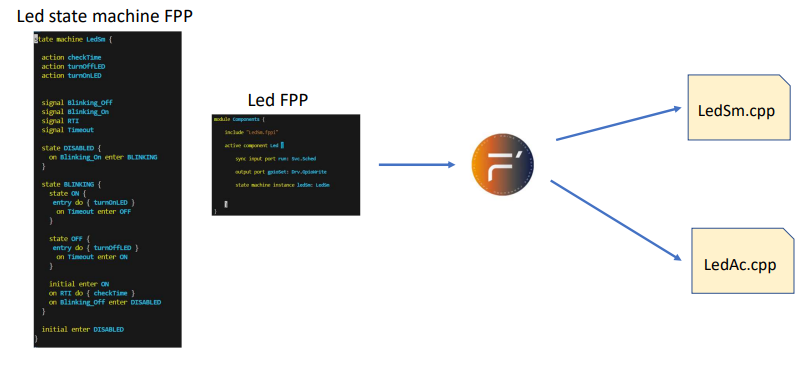 Led state machine FPP
state machine LedSm {
action checkTime
action turnOffLED
action turnOnLED
signal Blinking_Off
signal Blinking_On
signal RTI
signal Timeout
state DISABLED {
on Blinking_On enter BLINKING
}
state BLINKING {
state ON {
entry do { turnOnLED }
on Timeout enter OFF
}
state OFF {
entry do { turnOffLED }
on Timeout enter ON
}
initial enter ON
on RTI do { checkTime }
on Blinking_Off enter DISABLED
}
initial enter DISABLED
}
Led FPP
module Components {
include "LedSm.fppi"
active component Led {
sync input port run: Svc.Sched
output port gpioSet: Drv.GpioWrite
state machine instance ledSm: LedSm
}
}
F´
LedSm.cpp
LedAc.cpp